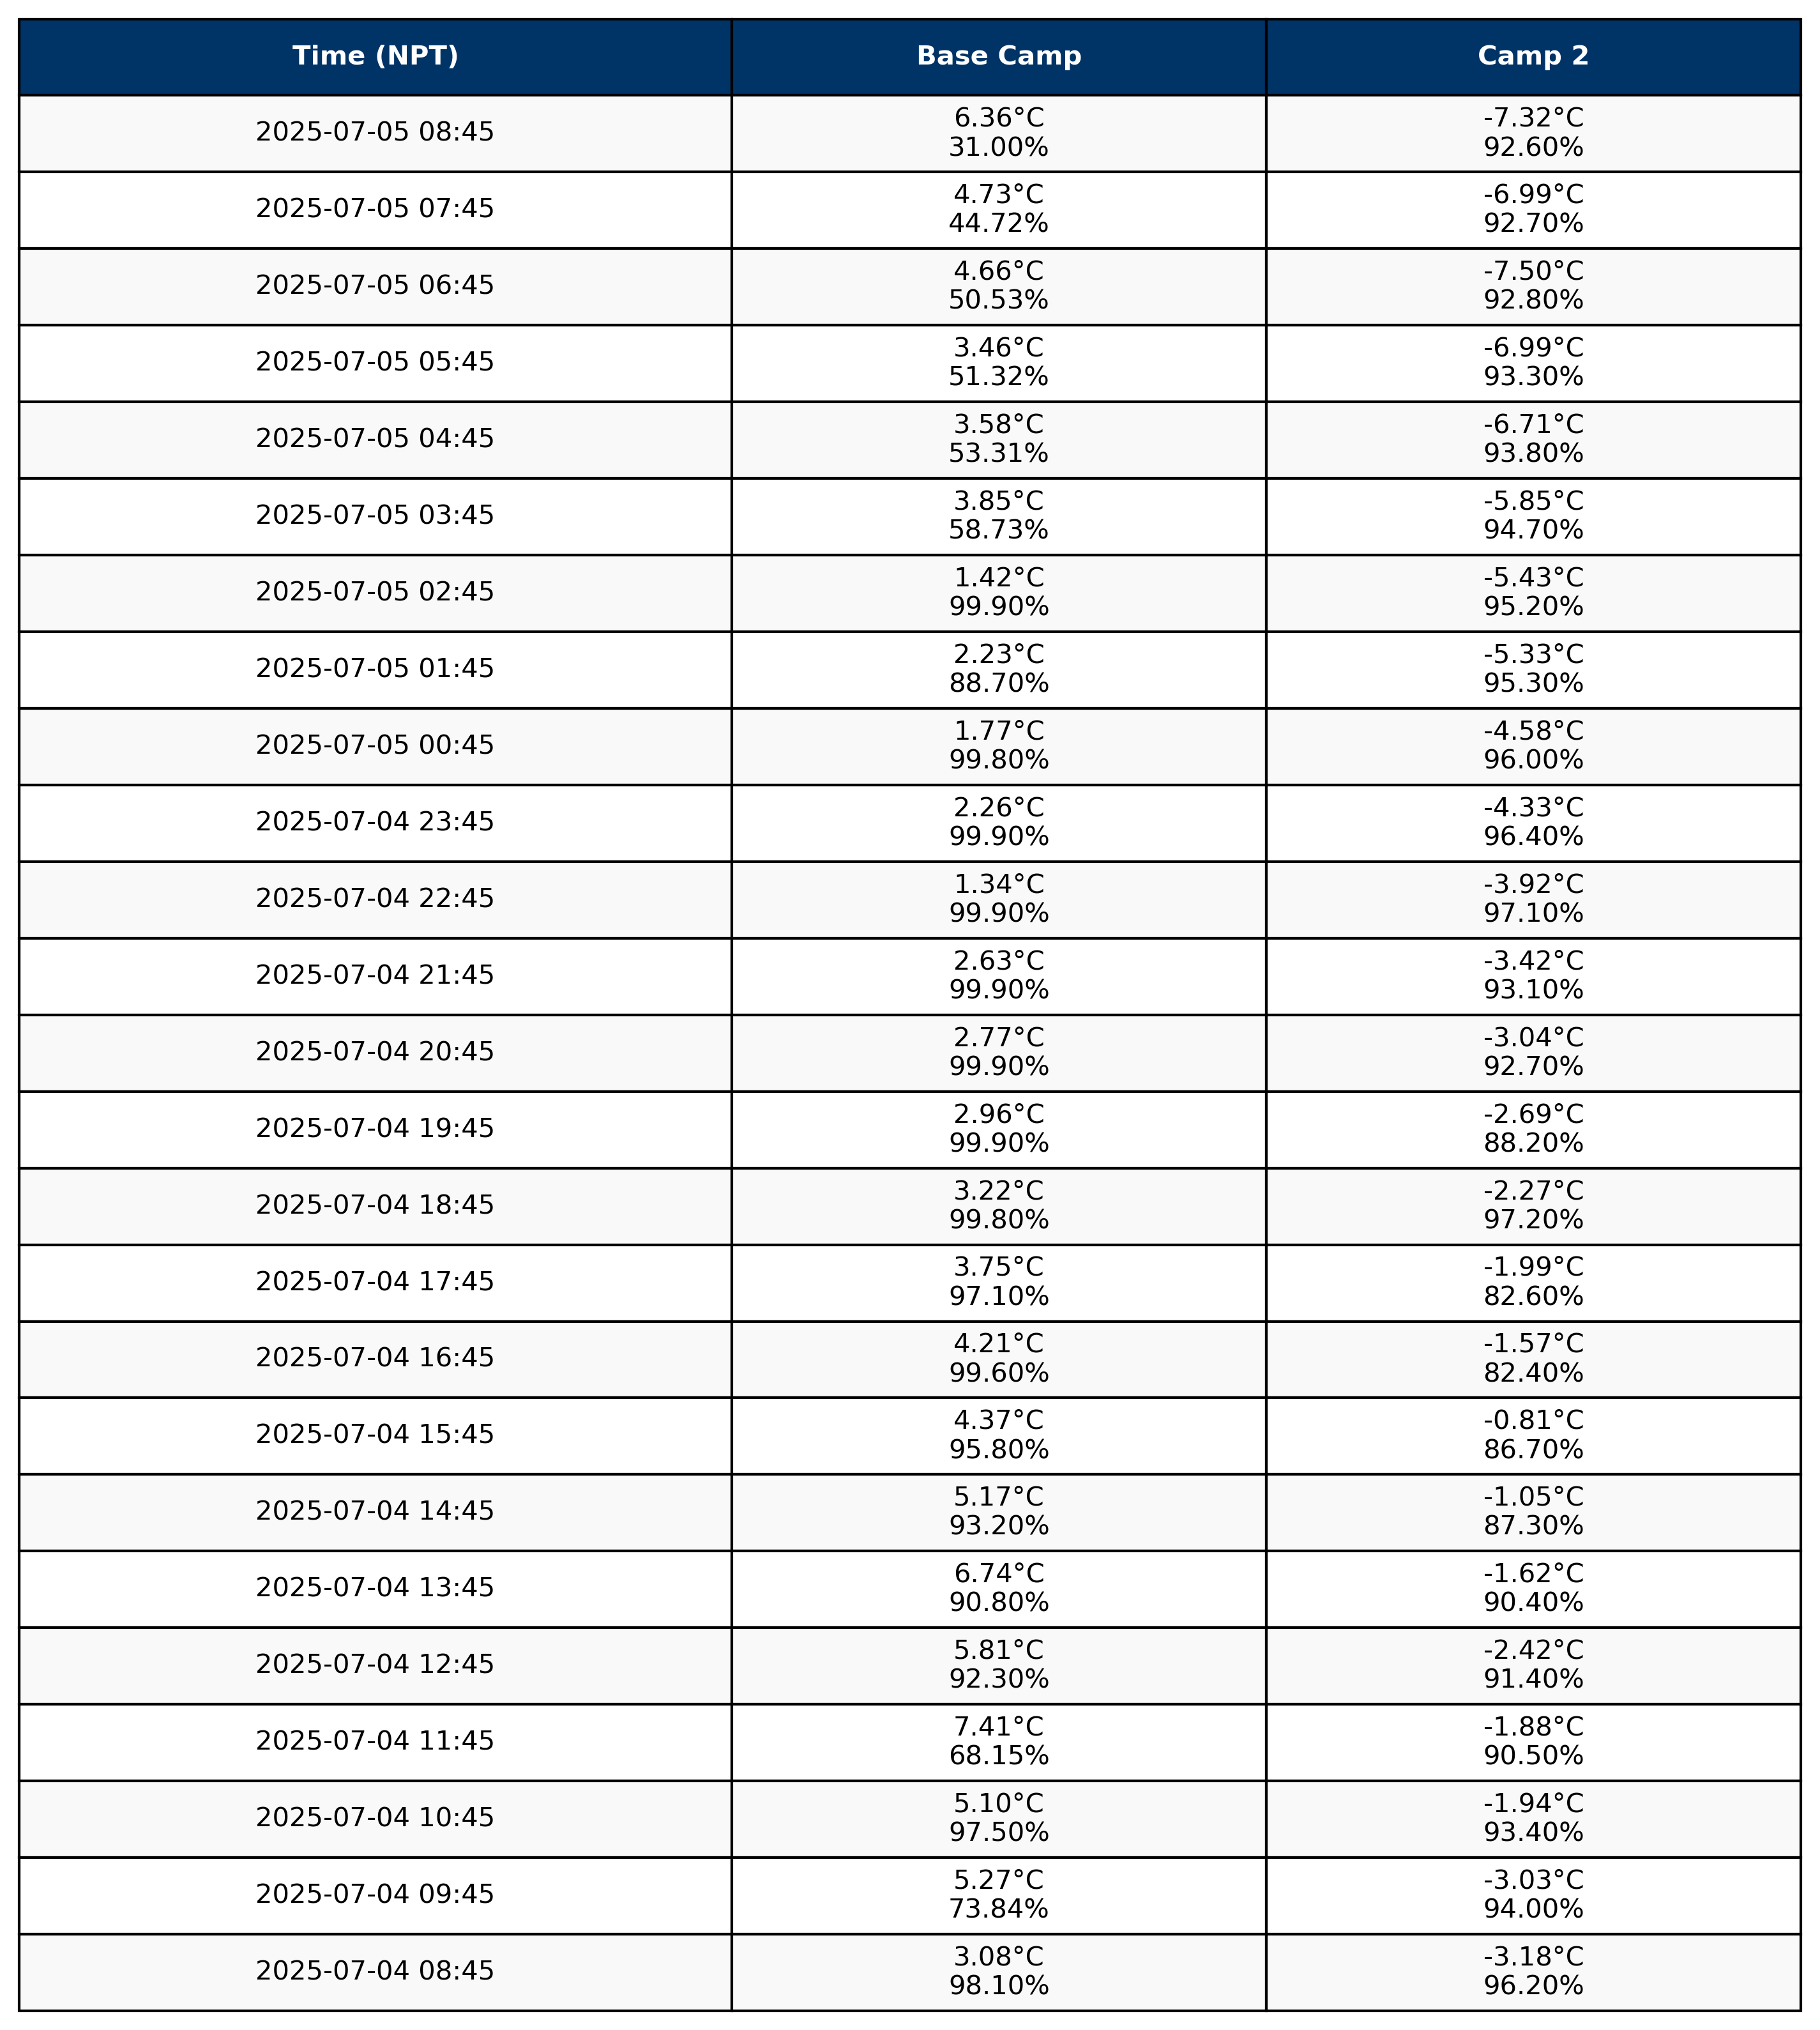 Time (NPT) Base Camp Camp 2
2025-07-05 08:45 6.36°C -7.32°C
31.00% 92.60%
2025-07-05 07:45 4.73°C -6.99°C
44.72% 92.70%
2025-07-05 06:45 4.66°C -7.50°C
50.53% 92.80%
2025-07-05 05:45 3.46°C -6.99°C
51.32% 93.30%
2025-07-05 04:45 3.58°C -6.71°C
53.31% 93.80%
2025-07-05 03:45 3.85°C -5.85°C
58.73% 94.70%
2025-07-05 02:45 1.42°C -5.43°C
99.90% 95.20%
2025-07-05 01:45 2.23°C -5.33°C
88.70% 95.30%
2025-07-05 00:45 1.77°C -4.58°C
99.80% 96.00%
2025-07-04 23:45 2.26°C -4.33°C
99.90% 96.40%
2025-07-04 22:45 1.34°C -3.92°C
99.90% 97.10%
2025-07-04 21:45 2.63°C -3.42°C
99.90% 93.10%
2025-07-04 20:45 2.77°C -3.04°C
99.90% 92.70%
2025-07-04 19:45 2.96°C -2.69°C
99.90% 88.20%
2025-07-04 18:45 3.22°C -2.27°C
99.80% 97.20%
2025-07-04 17:45 3.75°C -1.99°C
97.10% 82.60%
2025-07-04 16:45 4.21°C -1.57°C
99.60% 82.40%
2025-07-04 15:45 4.37°C -0.81°C
95.80% 86.70%
2025-07-04 14:45 5.17°C -1.05°C
93.20% 87.30%
2025-07-04 13:45 6.74°C -1.62°C
90.80% 90.40%
2025-07-04 12:45 5.81°C -2.42°C
92.30% 91.40%
2025-07-04 11:45 7.41°C -1.88°C
68.15% 90.50%
2025-07-04 10:45 5.10°C -1.94°C
97.50% 93.40%
2025-07-04 09:45 5.27°C -3.03°C
73.84% 94.00%
2025-07-04 08:45 3.08°C -3.18°C
98.10% 96.20%